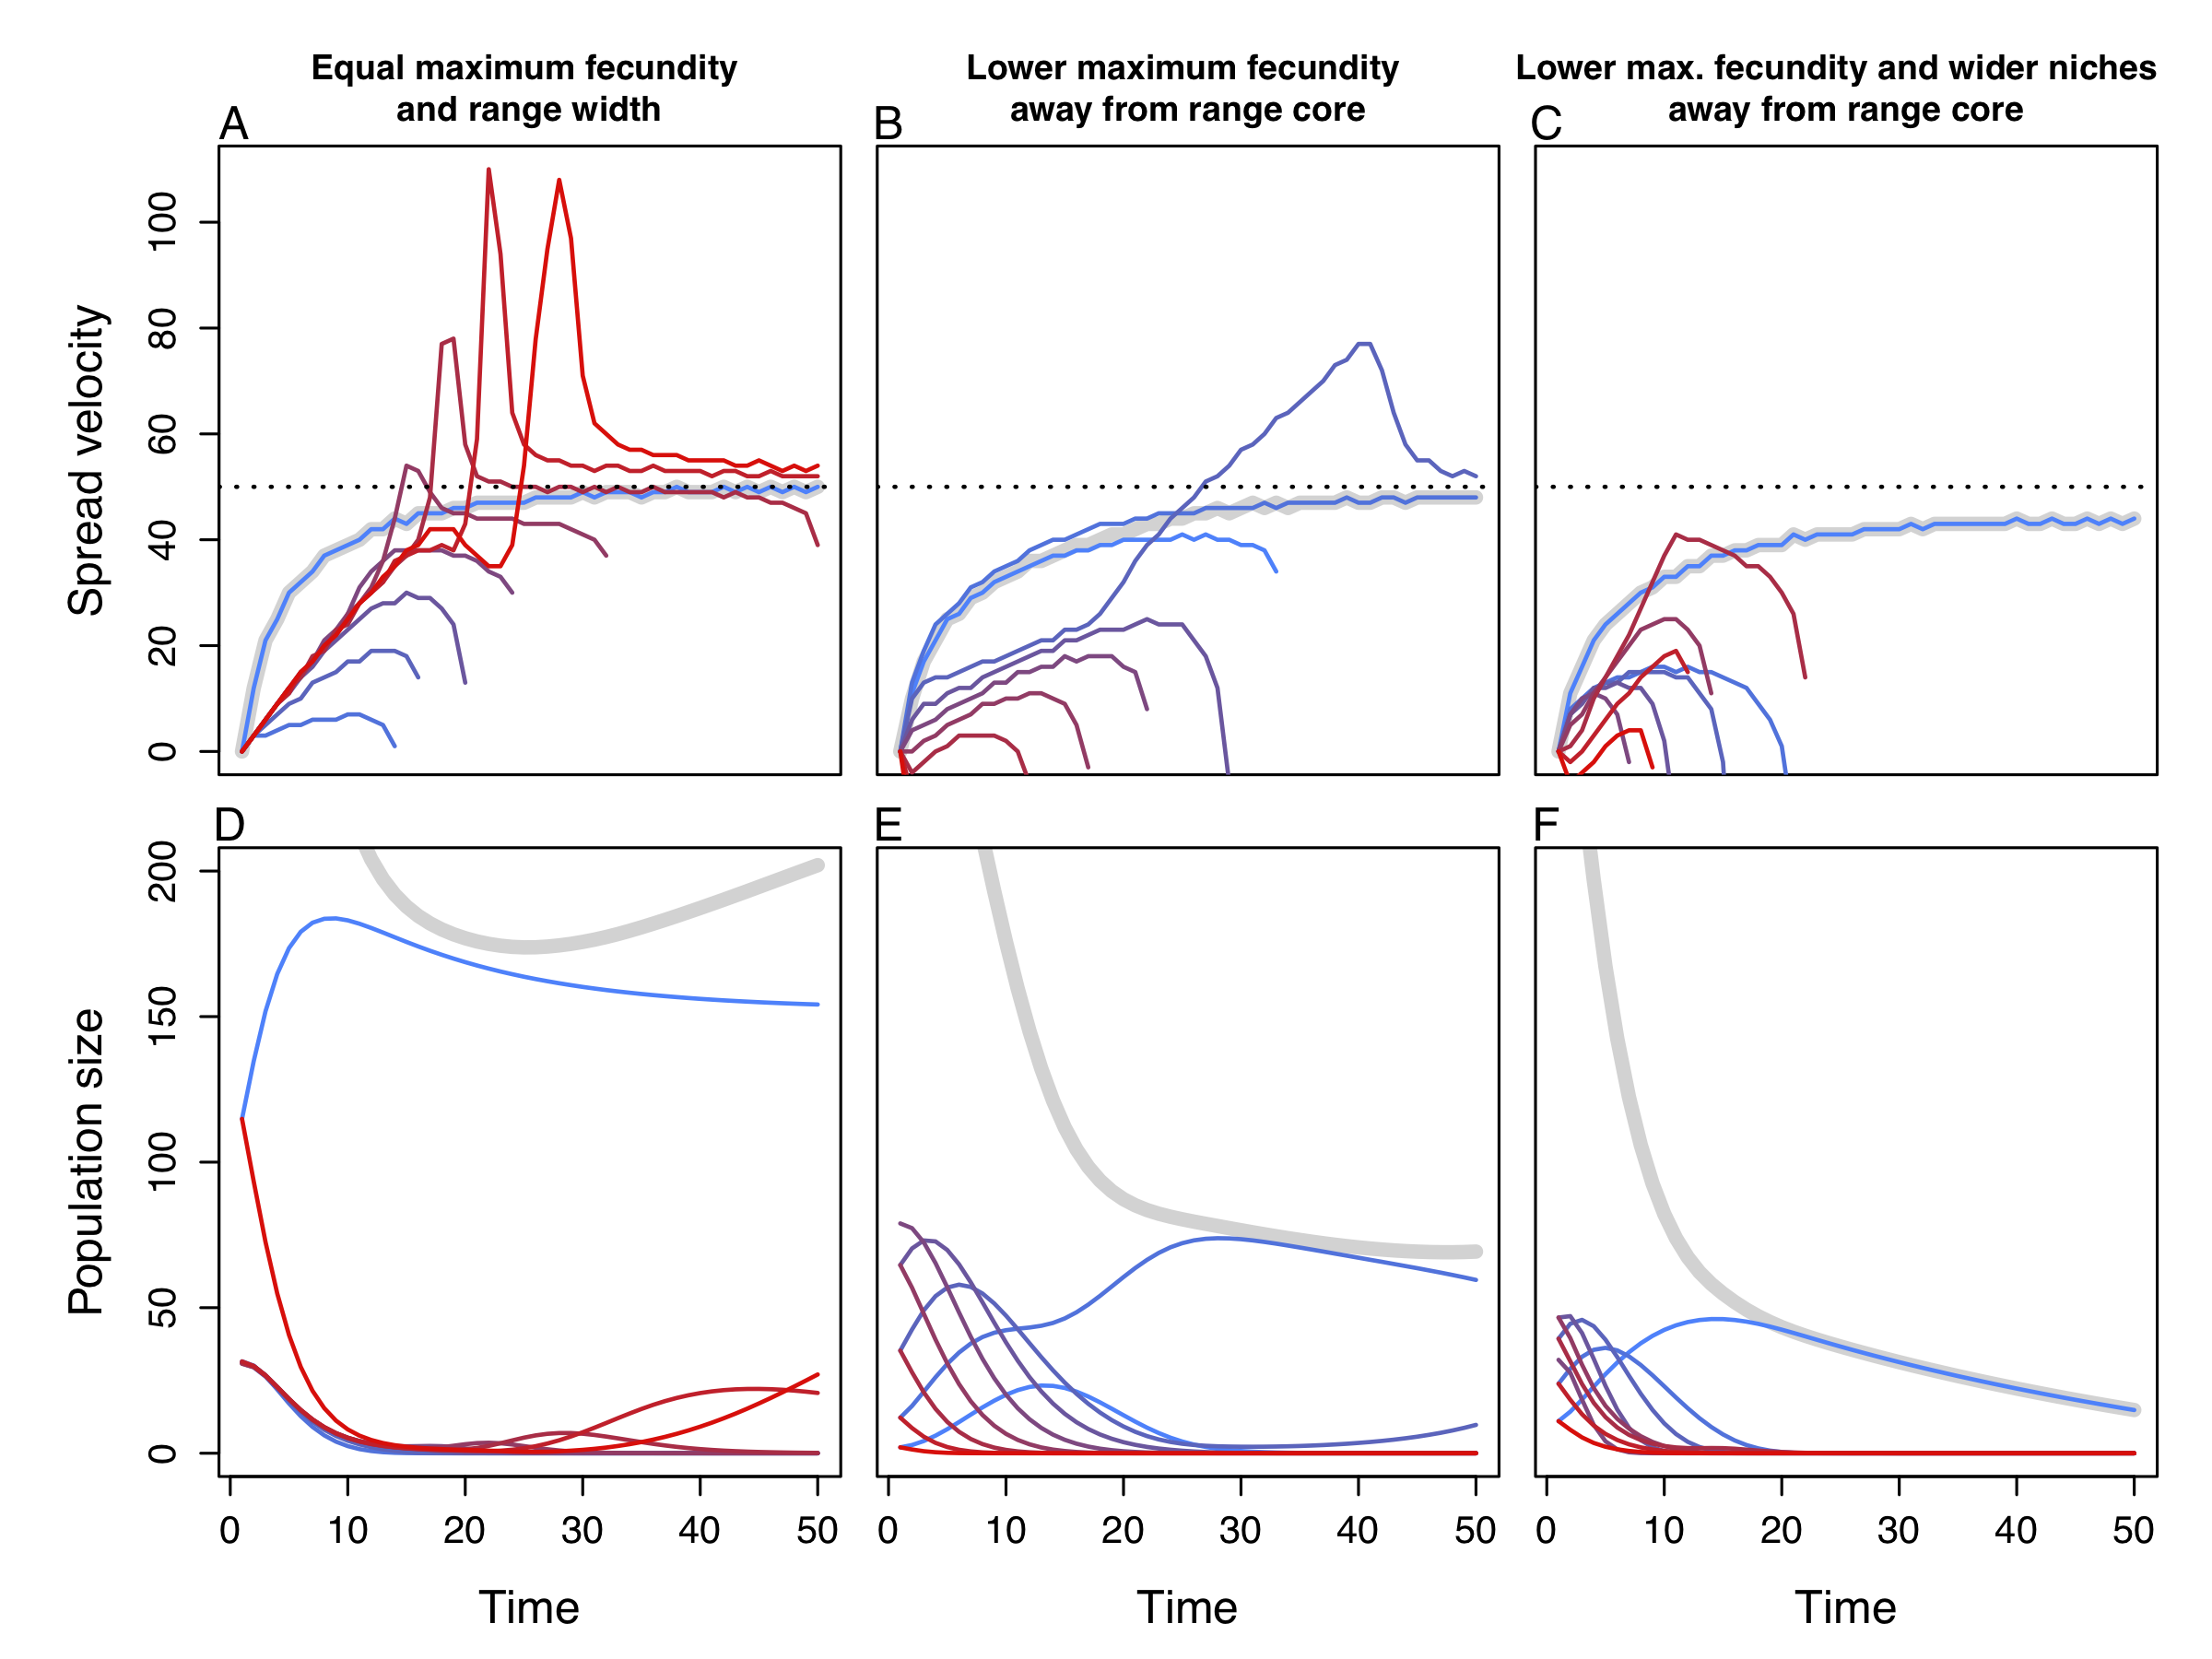 Equal maximum fecundity
and range width
Lower maximum fecundity
away from range core
Lower max. fecundity and wider niches
away from range core
A
B
C
Spread velocity
0
20
40
60
80
100
D
E
F
Population size
0
50
100
150
200
0 10 20 30 40 50
0 10 20 30 40 50
0 10 20 30 40 50
Time
Time
Time